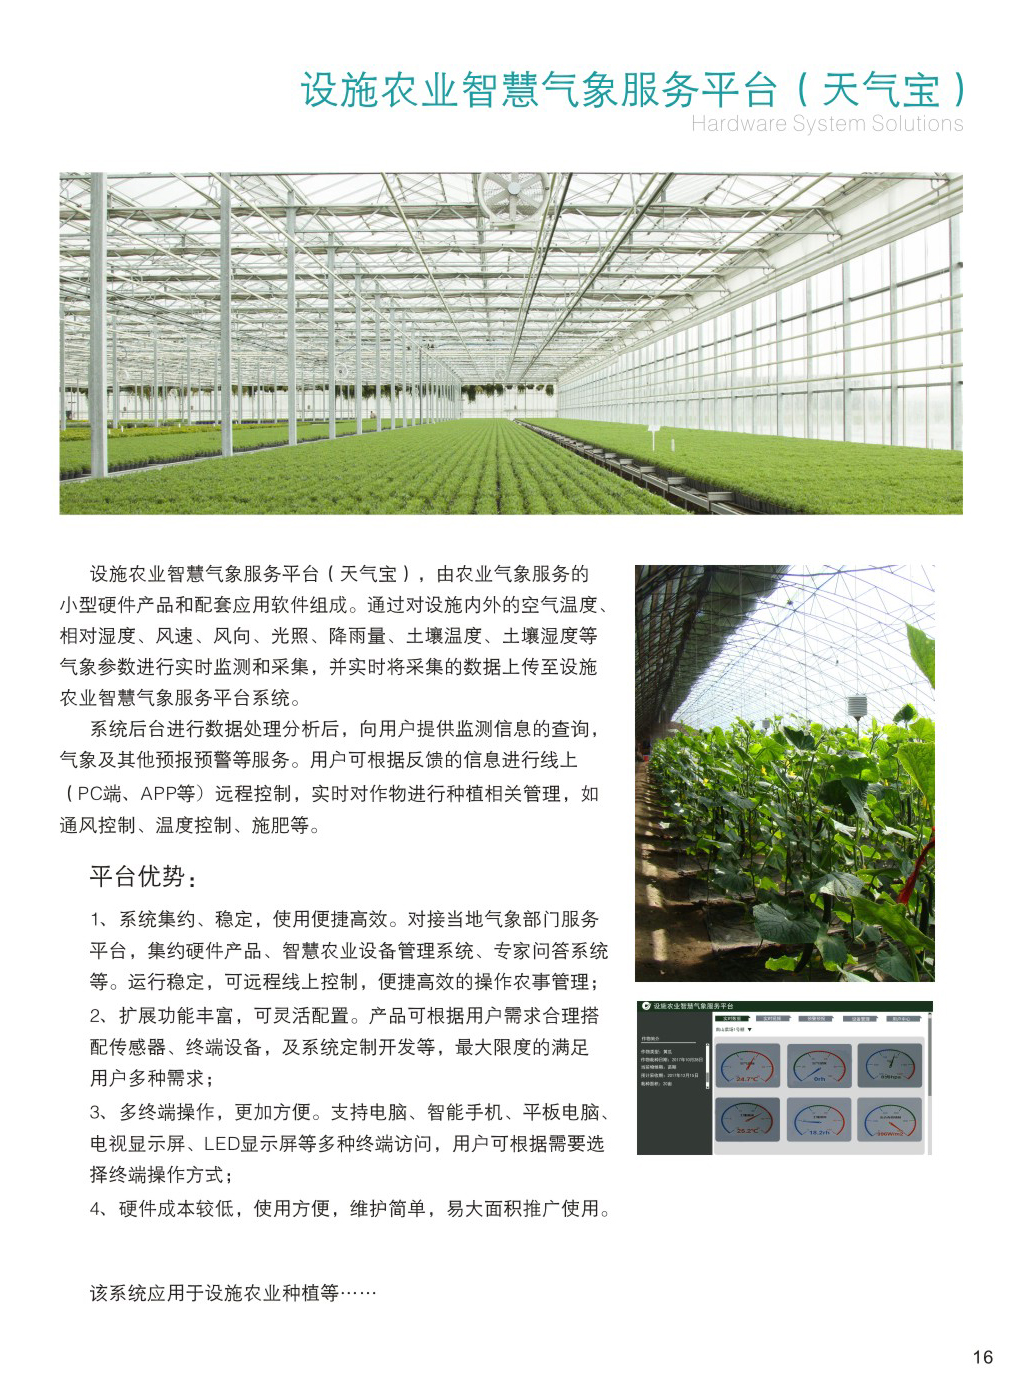 设施农业智慧气象服务平台（天气宝）
Hardware System Solutions
设施农业智慧气象服务平台（天气宝），由农业气象服务的
小型硬件产品和配套应用软件组成。通过对设施内外的空气温度、
相对湿度、风速、风向、光照、降雨量、土壤温度、土壤湿度等
气象参数进行实时监测和采集，并实时将采集的数据上传至设施
农业智慧气象服务平台系统。
系统后台进行数据处理分析后，向用户提供监测信息的查询，
气象及其他预报预警等服务。用户可根据反馈的信息进行线上
（PC端、APP等）远程控制，实时对作物进行种植相关管理，如
通风控制、温度控制、施肥等。
平台优势：
1、系统集约、稳定，使用便捷高效。对接当地气象部门服务
平台，集约硬件产品、智慧农业设备管理系统、专家问答系统
等。运行稳定，可远程线上控制，便捷高效的操作农事管理；
2、扩展功能丰富，可灵活配置。产品可根据用户需求合理搭
配传感器、终端设备，及系统定制开发等，最大限度的满足
用户多种需求；
3、多终端操作，更加方便。支持电脑、智能手机、平板电脑、
电视显示屏、LED显示屏等多种终端访问，用户可根据需要选
择终端操作方式；
4、硬件成本较低，使用方便，维护简单，易大面积推广使用。
该系统应用于设施农业种植等……
设施农业智慧气象服务平台
实时数据
作物简介
作物类型：黄瓜
24.7℃
0r/h
25.2℃
18.2rh
16